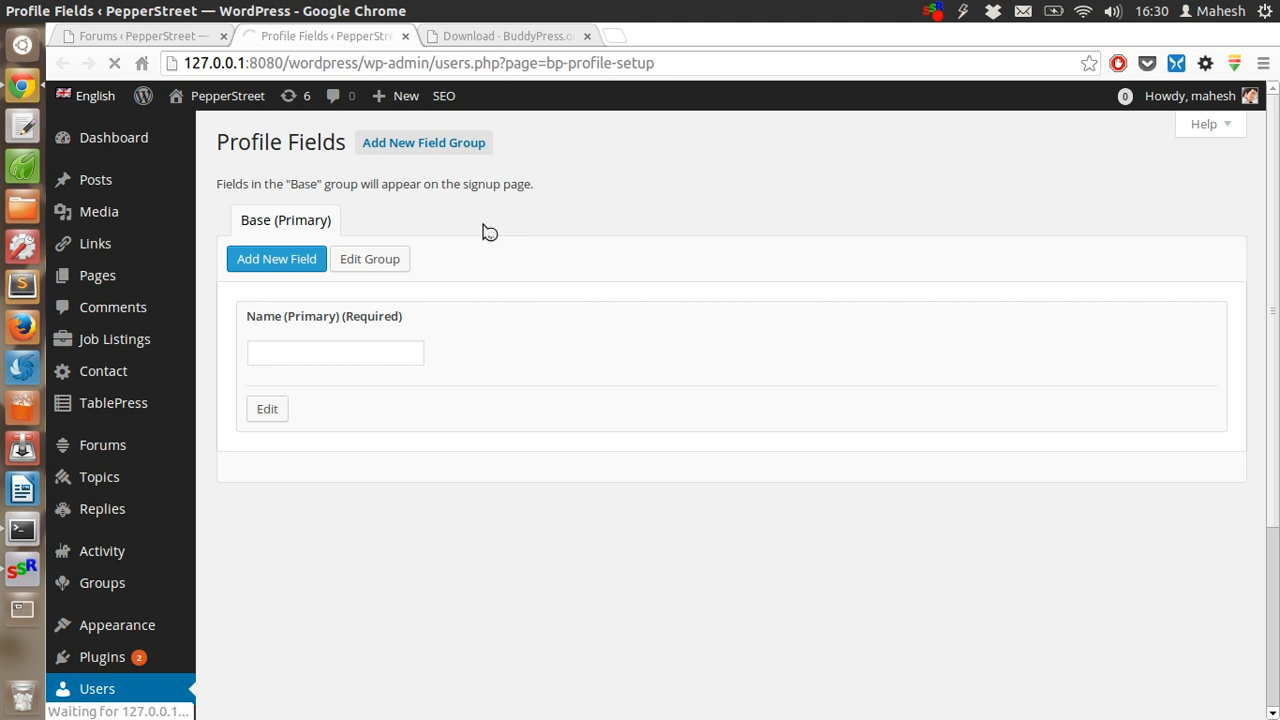 Profile Fields ‹ PepperStreet — WordPress - Google Chrome
16:30 Mahesh
Forums ‹ PepperStreet —
Profile Fields ‹ PepperStre
Download · BuddyPress.o
127.0.0.1:8080/wordpress/wp-admin/users.php?page=bp-profile-setup
English
PepperStreet
6
0
New
SEO
0
Howdy, mahesh
Help
Dashboard
Posts
Media
Links
Pages
Comments
Job Listings
Contact
TablePress
Forums
Topics
Replies
Activity
Groups
Appearance
Plugins 2
Users
Waiting for 127.0.0.1...
Profile Fields
Add New Field Group
Fields in the "Base" group will appear on the signup page.
Base (Primary)
Add New Field
Edit Group
Name (Primary) (Required)
Edit
SSR
SSR